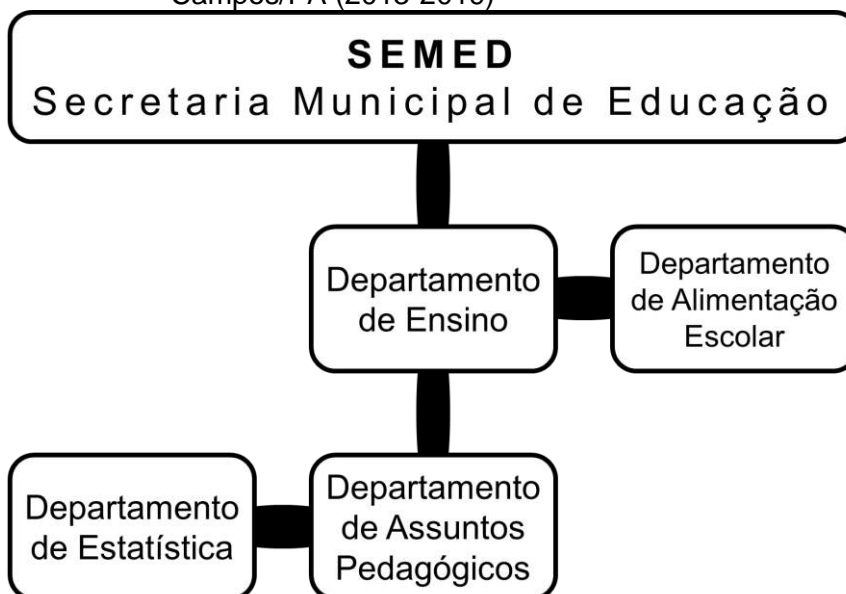 SEMED
Secretaria Municipal de Educação
Departamento
de Ensino
Departamento
de Alimentação
Escolar
Departamento
de Estatística
Departamento
de Assuntos
Pedagógicos